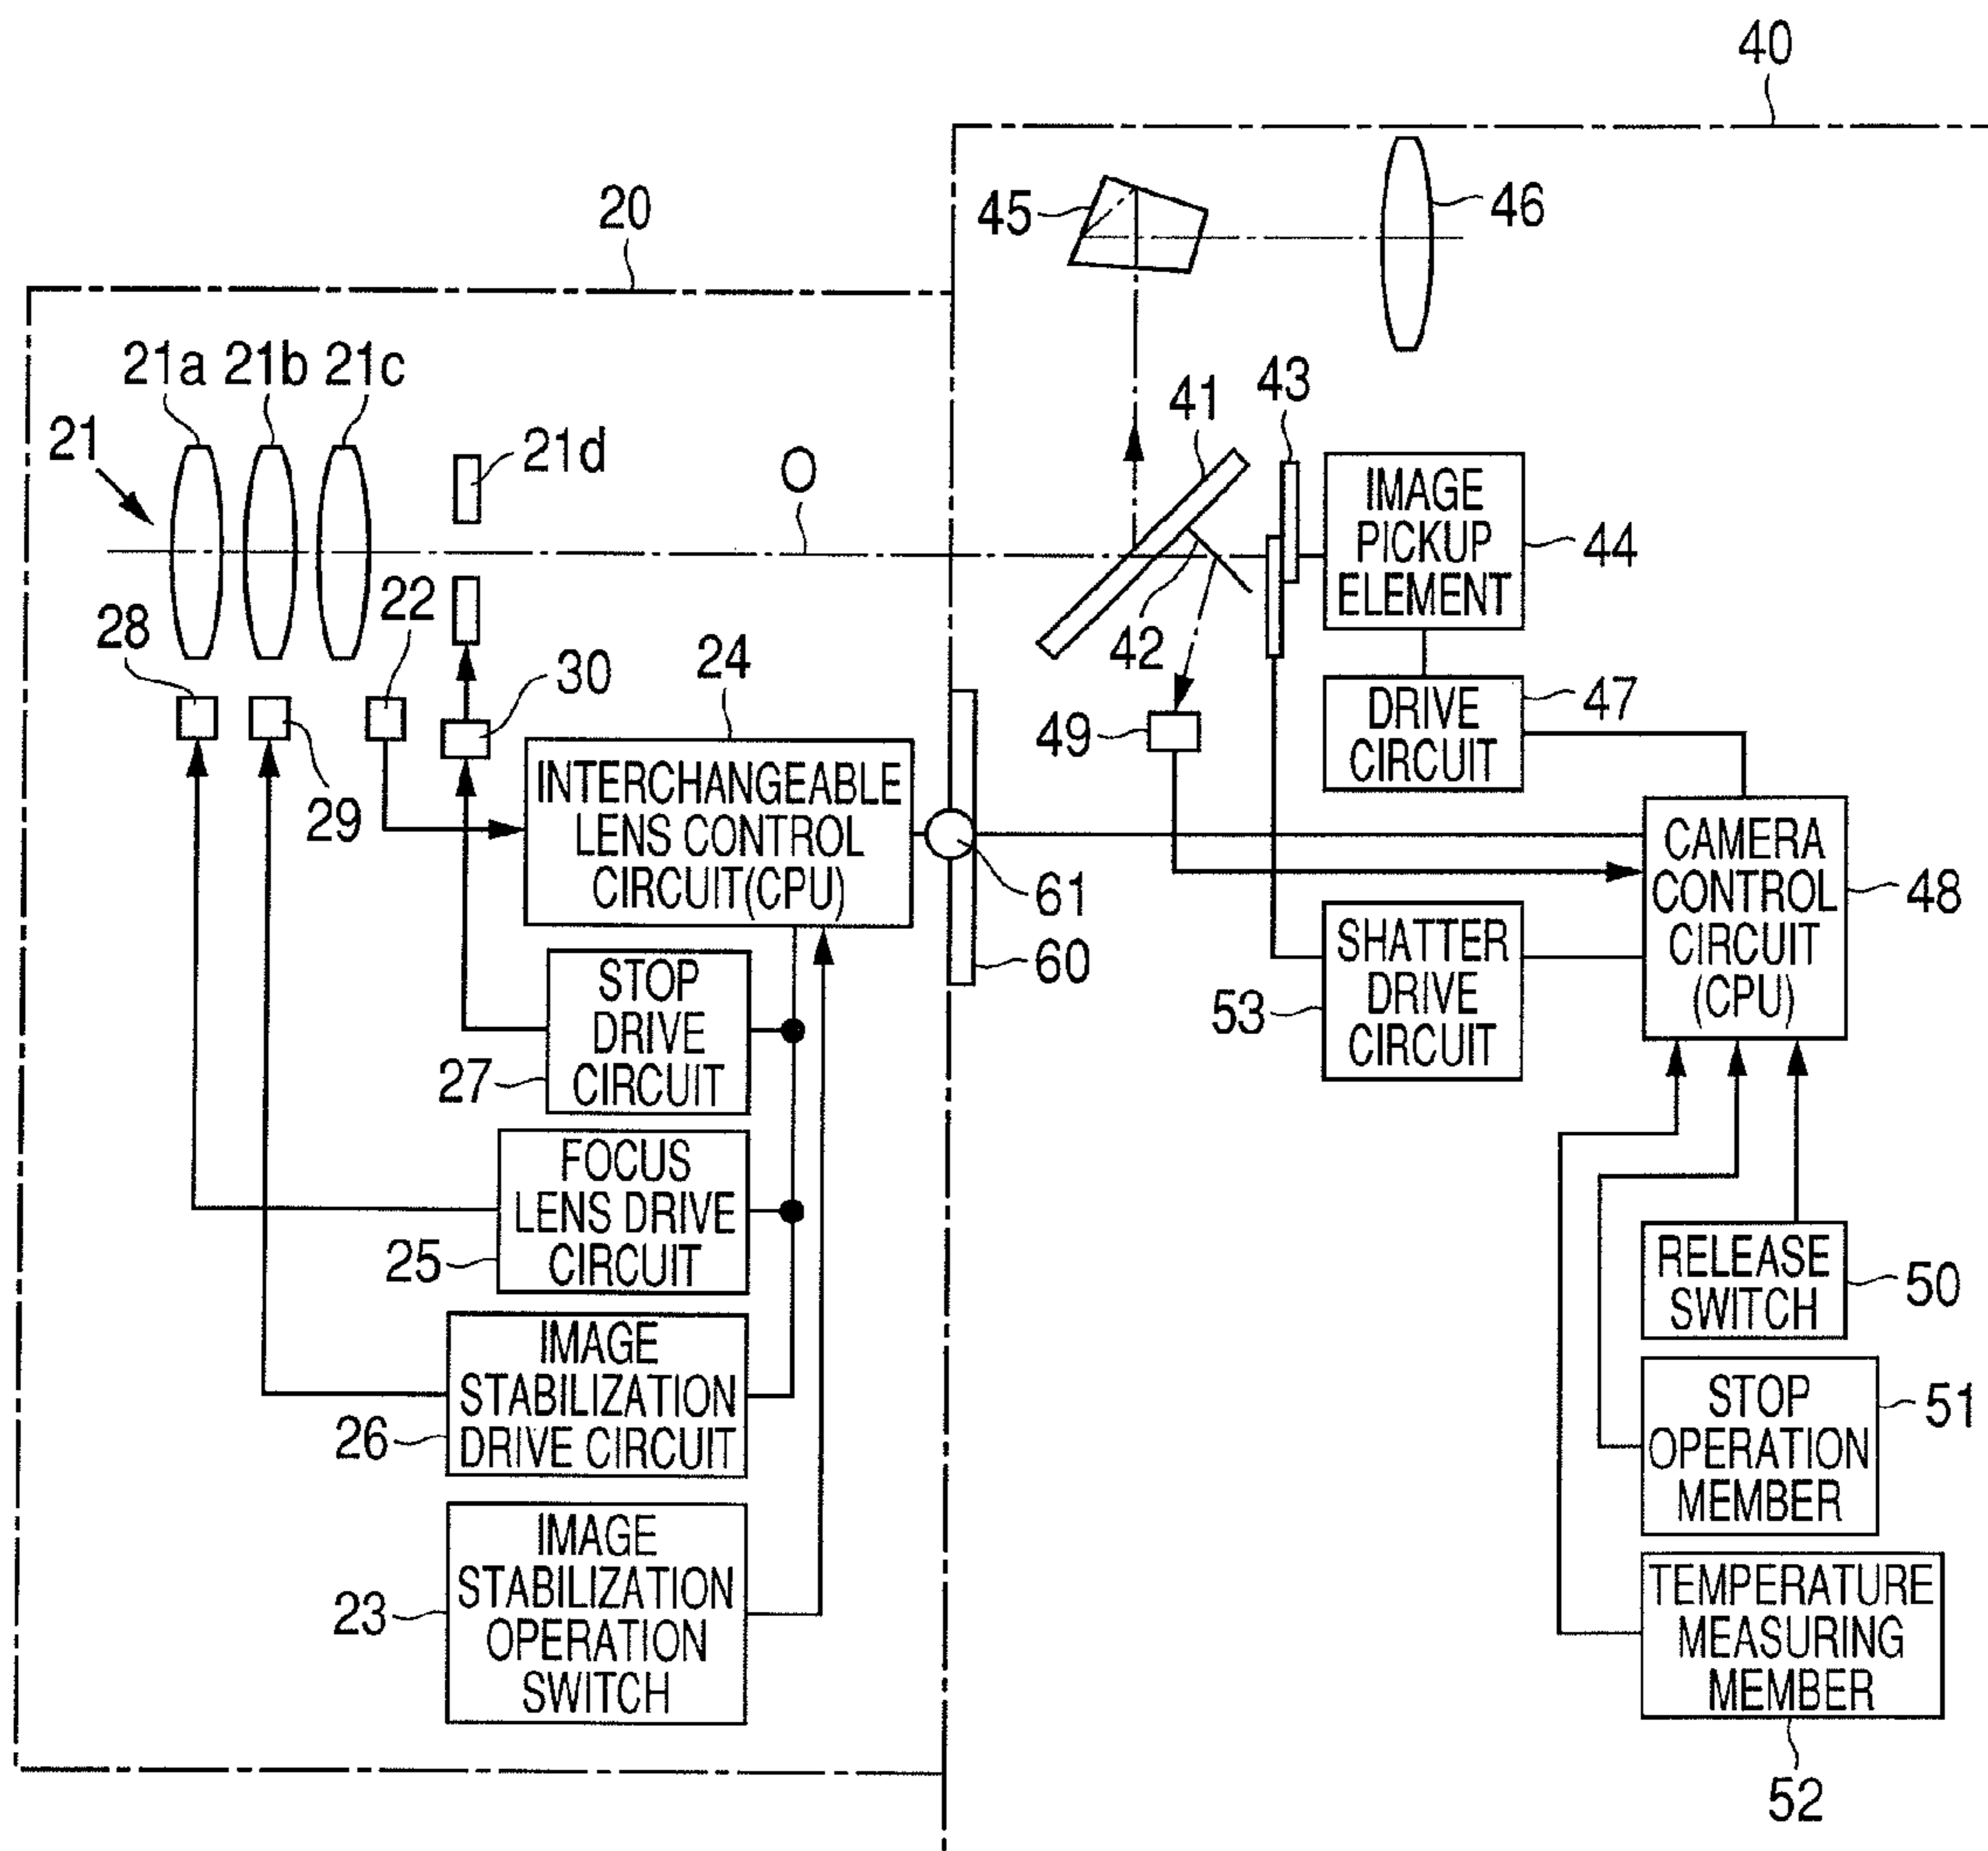 40
20
45
46
21a 21b 21c
21
21d
O
41
43
IMAGE
PICKUP
ELEMENT
44
28
22
30
24
42
49
29
DRIVE
CIRCUIT
47
INTERCHANGEABLE
LENS CONTROL
CIRCUIT(CPU)
61
60
CAMERA
CONTROL
CIRCUIT
(CPU)
48
SHATTER
DRIVE
CIRCUIT
53
STOP
DRIVE
CIRCUIT
27
FOCUS
LENS DRIVE
CIRCUIT
25
IMAGE
STABILIZATION
DRIVE CIRCUIT
26
IMAGE
STABILIZATION
OPERATION
SWITCH
23
RELEASE
SWITCH
50
STOP
OPERATION
MEMBER
51
TEMPERATURE
MEASURING
MEMBER
52